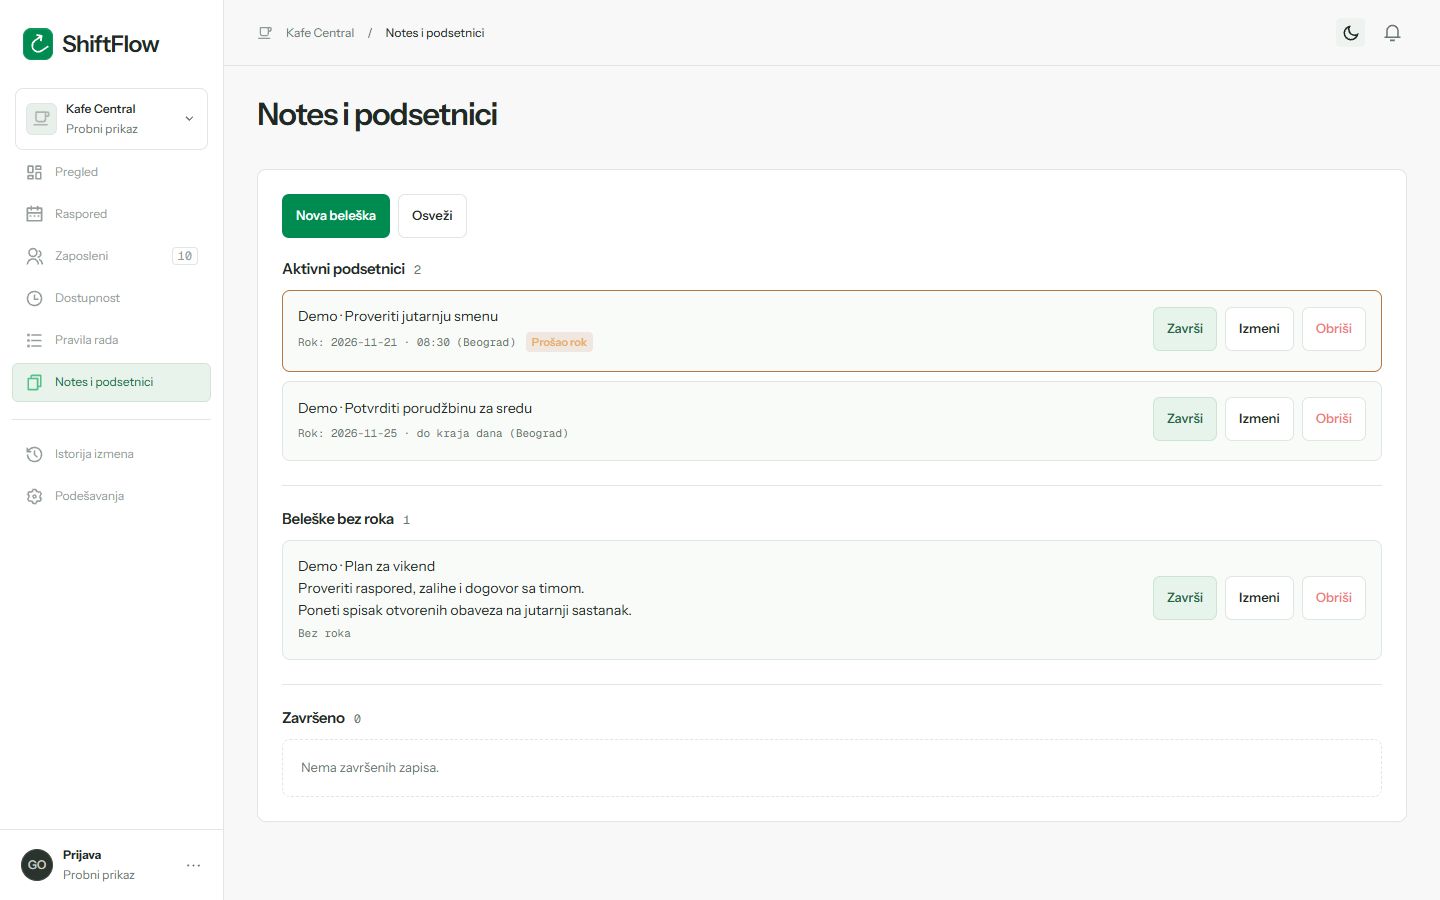 ShiftFlow
Kafe Central
Probni prikaz
Pregled
Raspored
Zaposleni 10
Dostupnost
Pravila rada
Notes i podsetnici
Istorija izmena
Podešavanja
GO
Prijava
Probni prikaz
Kafe Central / Notes i podsetnici
Notes i podsetnici
Nova beleška Osveži
Aktivni podsetnici 2
Demo · Proveriti jutarnju smenu
Rok: 2026-11-21 · 08:30 (Beograd) Prošao rok
Završi Izmeni Obriši
Demo · Potvrditi porudžbinu za sredu
Rok: 2026-11-25 · do kraja dana (Beograd)
Završi Izmeni Obriši
Beleške bez roka 1
Demo · Plan za vikend
Proveriti raspored, zalihe i dogovor sa timom.
Poneti spisak otvorenih obaveza na jutarnji sastanak.
Bez roka
Završi Izmeni Obriši
Završeno 0
Nema završenih zapisa.